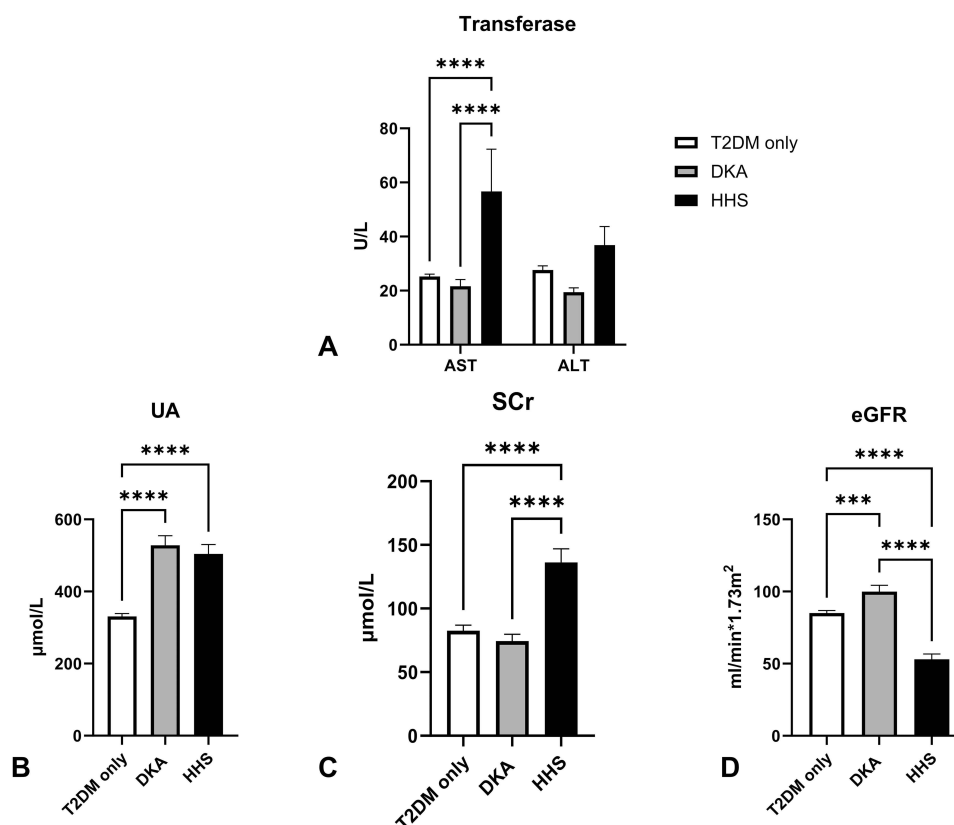 Transferase
****
****
80
60
40
20
0
U/L
AST
ALT
T2DM only
DKA
HHS
A
UA
****
****
600
400
200
0
µmol/L
T2DM only
DKA
HHS
B
SCr
****
****
200
150
100
50
0
µmol/L
T2DM only
DKA
HHS
C
eGFR
****
***
****
150
100
50
0
ml/min*1.73m²
T2DM only
DKA
HHS
D